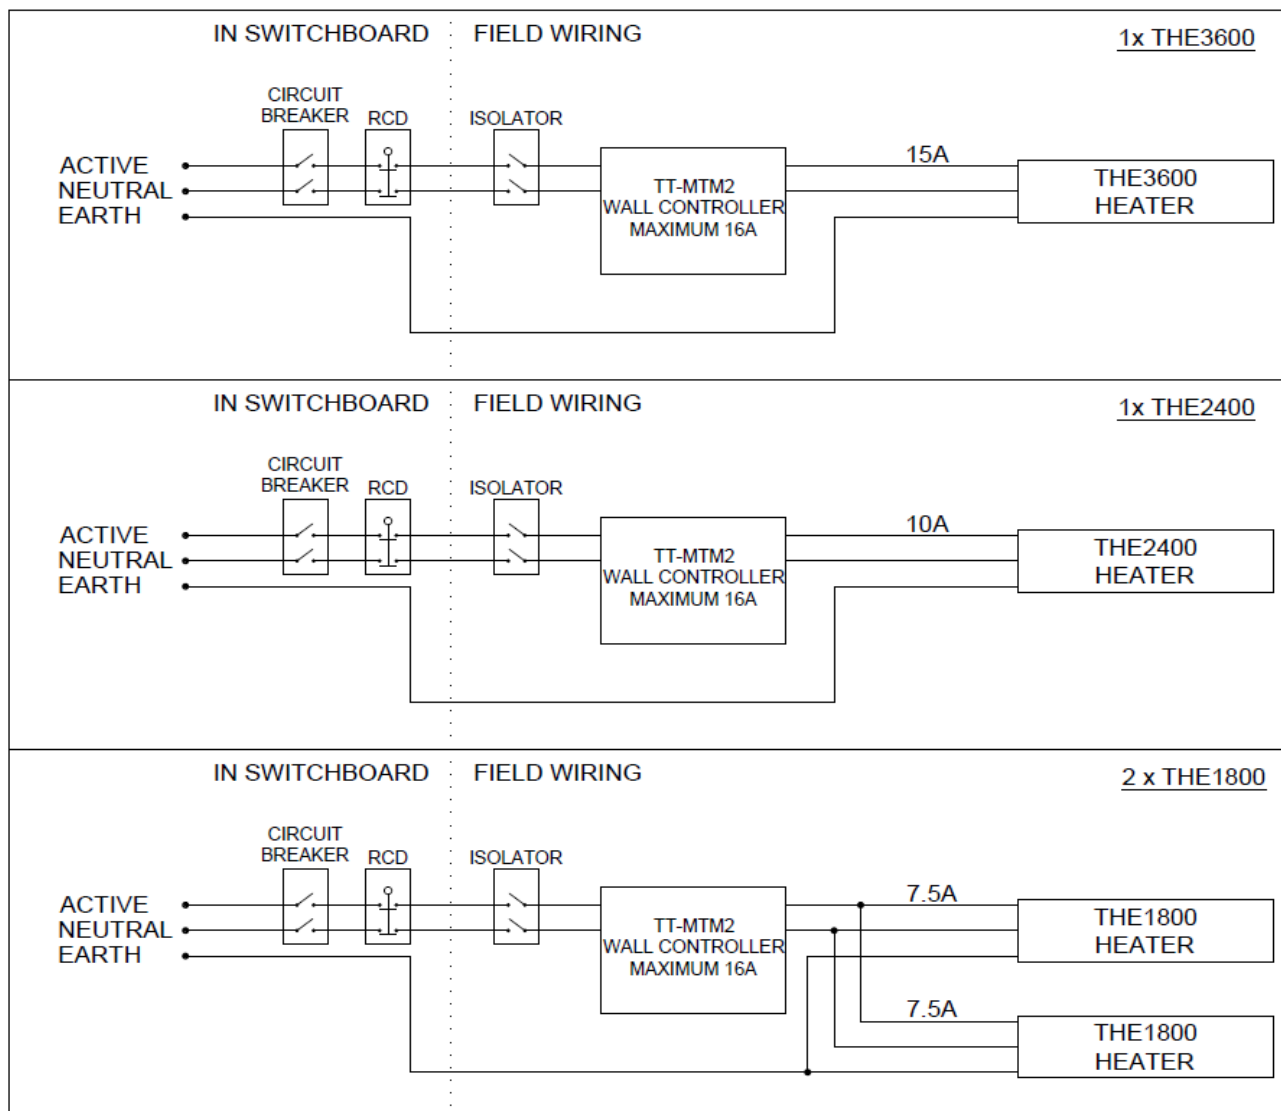 IN SWITCHBOARD FIELD WIRING 1x THE3600
CIRCUIT
BREAKER RCD ISOLATOR
ACTIVE
NEUTRAL
EARTH
TT-MTM2
WALL CONTROLLER
MAXIMUM 16A
15A
THE3600
HEATER
IN SWITCHBOARD FIELD WIRING 1x THE2400
CIRCUIT
BREAKER RCD ISOLATOR
ACTIVE
NEUTRAL
EARTH
TT-MTM2
WALL CONTROLLER
MAXIMUM 16A
10A
THE2400
HEATER
IN SWITCHBOARD FIELD WIRING 2 x THE1800
CIRCUIT
BREAKER RCD ISOLATOR
ACTIVE
NEUTRAL
EARTH
TT-MTM2
WALL CONTROLLER
MAXIMUM 16A
7.5A
THE1800
HEATER
7.5A
THE1800
HEATER